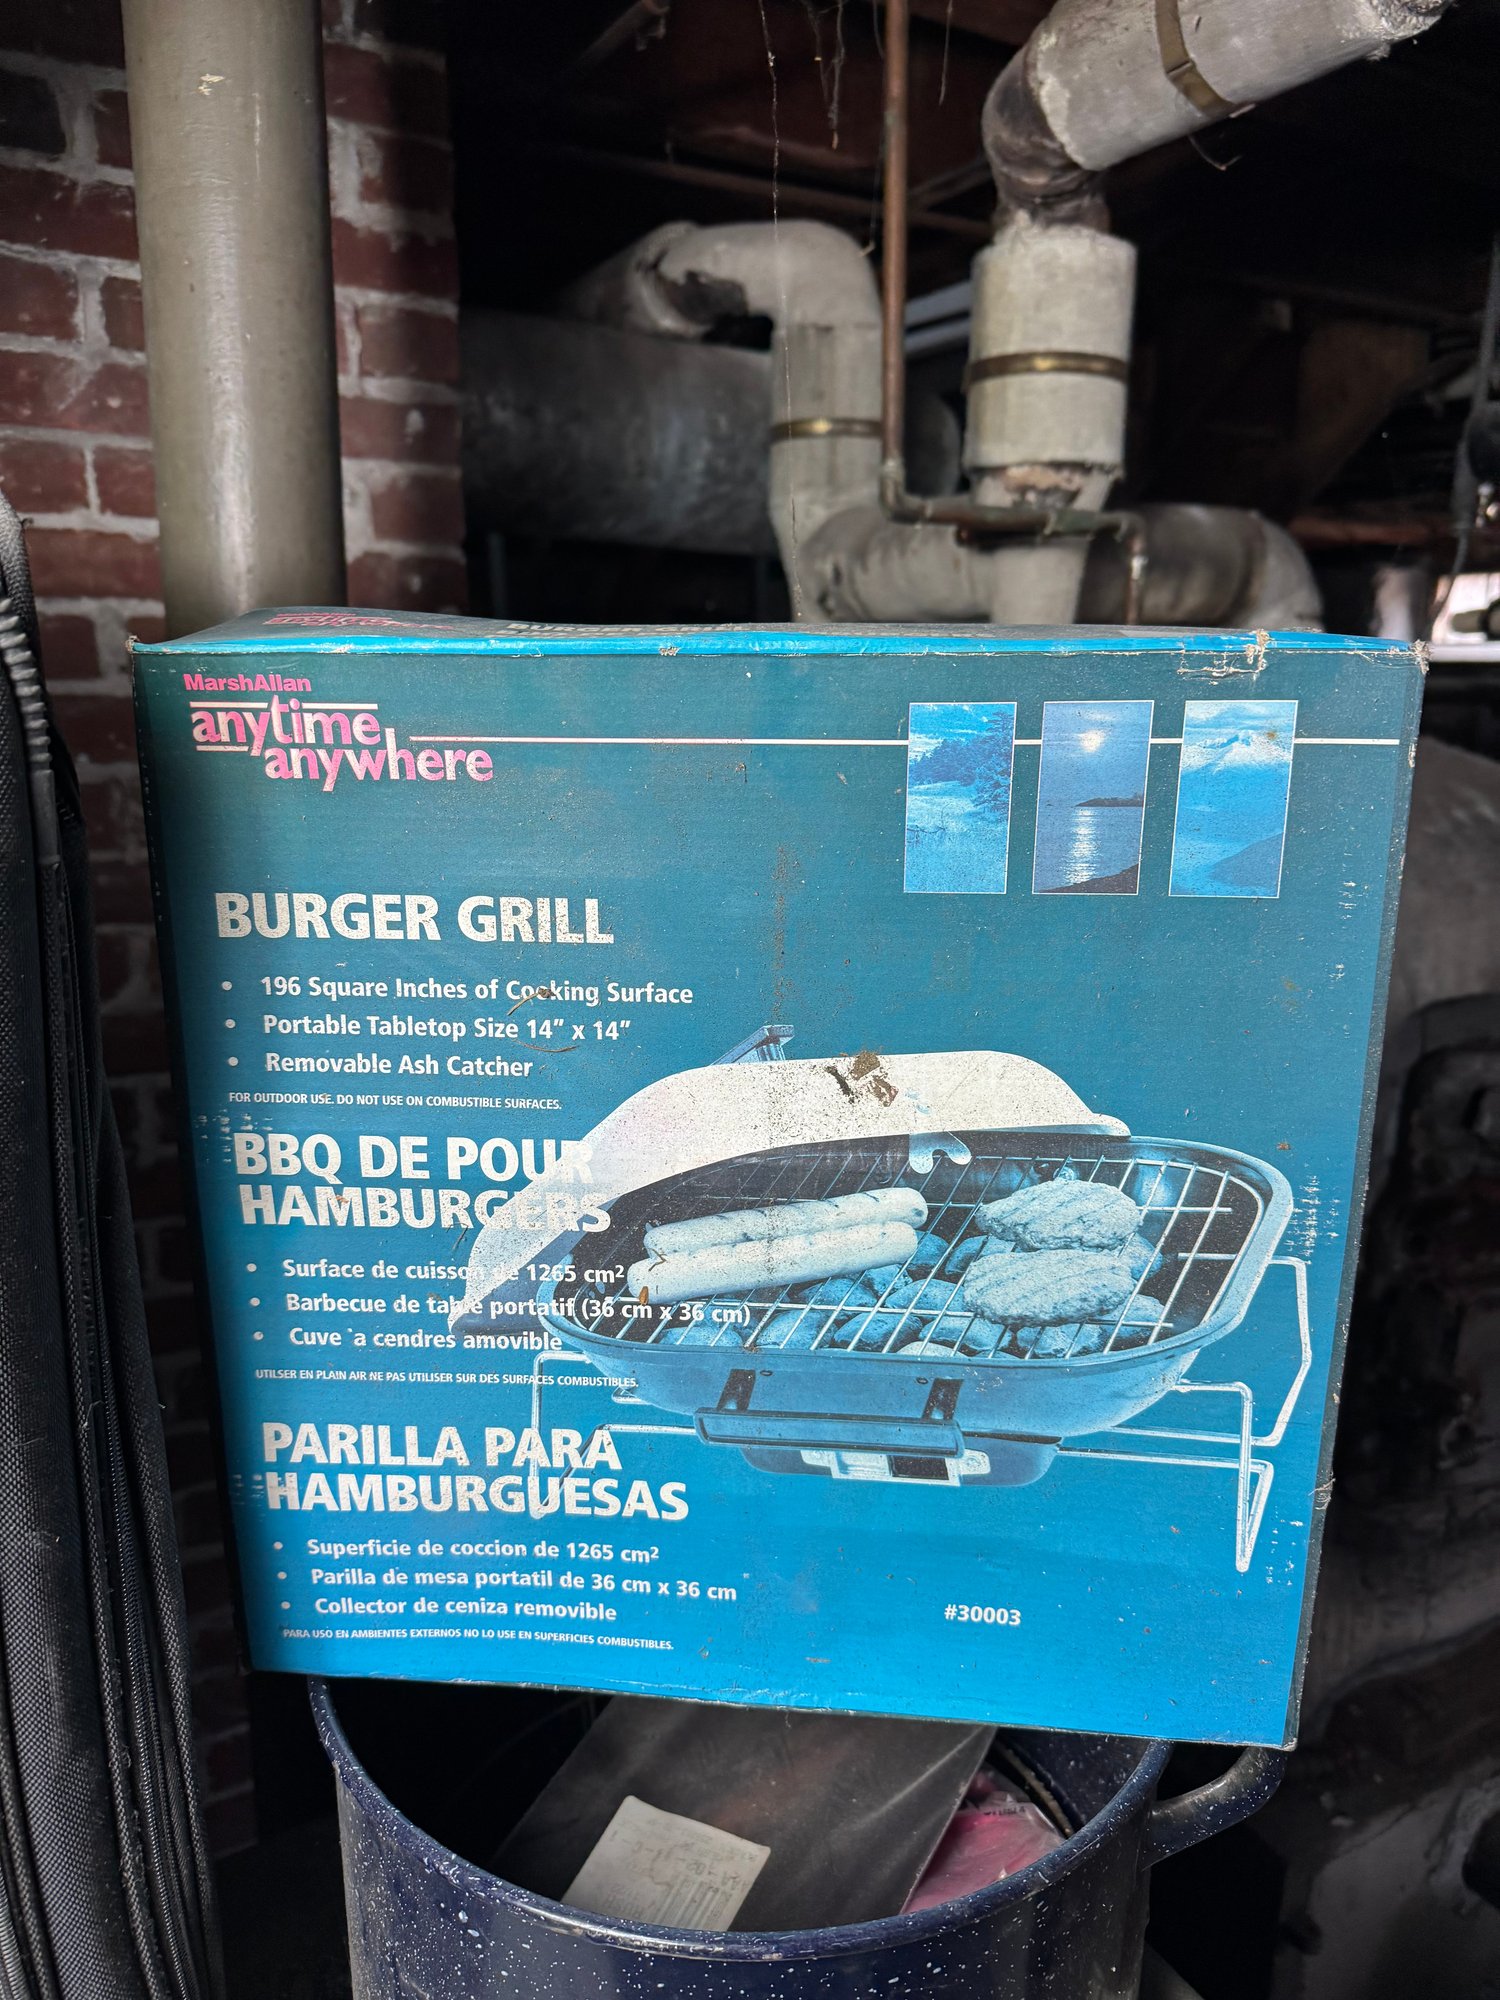 MarshAllan
anytime
anywhere
BURGER GRILL
• 196 Square Inches of Cooking Surface
• Portable Tabletop Size 14” x 14”
• Removable Ash Catcher
FOR OUTDOOR USE. DO NOT USE ON COMBUSTIBLE SURFACES.
BBQ DE POUR
HAMBURGERS
• Surface de cuisson de 1265 cm²
• Barbecue de table portatif (36 cm x 36 cm)
• Cuve `a cendres amovible
UTILSER EN PLAIN AIR NE PAS UTILISER SUR DES SURFACES COMBUSTIBLES.
PARILLA PARA
HAMBURGUESAS
• Superficie de coccion de 1265 cm²
• Parilla de mesa portatil de 36 cm x 36 cm
• Collector de ceniza removible
PARA USO EN AMBIENTES EXTERNOS NO LO USE EN SUPERFICIES COMBUSTIBLES.
#30003